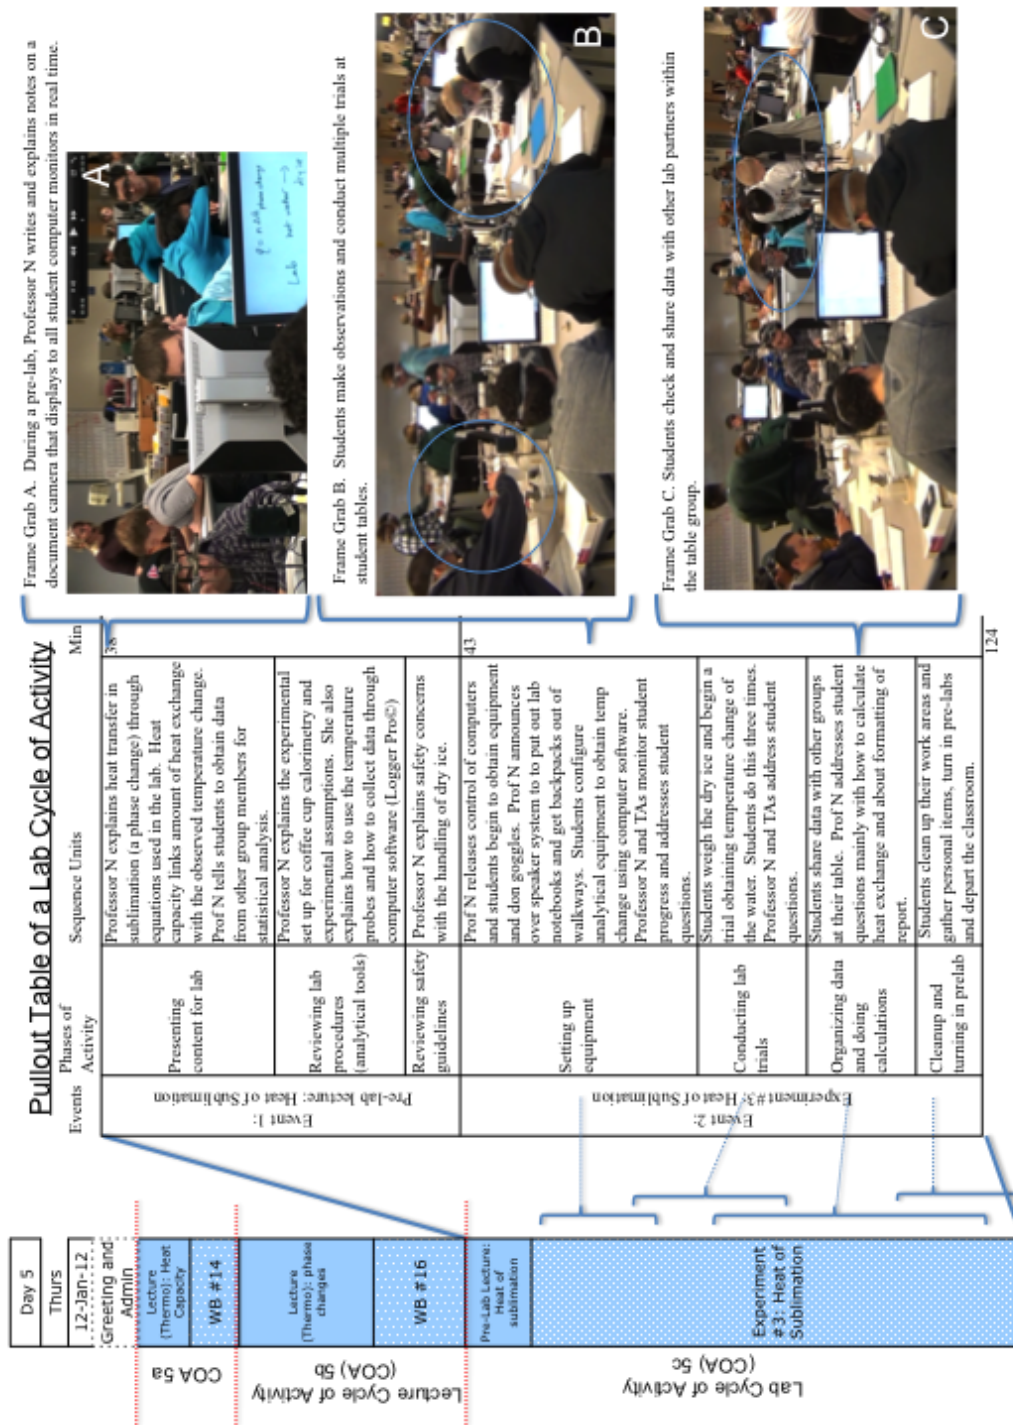 Day 5
Thurs
12-Jan-12
Greeting and
Admin
Lecture
(Thermo): Heat
Capacity
WB #14
Lecture
(Thermo): phase
changes
WB #16
Pre-Lab Lecture:
Heat of
sublimation
Experiment
#3: Heat of
Sublimation
COA 5a
Lecture Cycle of Activity
(COA) 5b
Lab Cycle of Activity
(COA) 5c
Pullout Table of a Lab Cycle of Activity
Events
Phases of
Activity
Sequence Units
Min
Event 1:
Pre-lab lecture: Heat of Sublimation
Presenting
content for lab
Professor N explains heat transfer in
sublimation (a phase change) through
equations used in the lab. Heat
capacity links amount of heat exchange
with the observed temperature change.
Prof N tells students to obtain data
from other group members for
statistical analysis.
38
Reviewing lab
procedures
(analytical tools)
Professor N explains the experimental
set up for coffee cup calorimetry and
experimental assumptions. She also
explains how to use the temperature
probes and how to collect data through
computer software (Logger Pro©)
Reviewing safety
guidelines
Professor N explains safety concerns
with the handling of dry ice.
Event 2:
Experiment #3: Heat of Sublimation
Setting up
equipment
Prof N releases control of computers
and students begin to obtain equipment
and don goggles. Prof N announces
over speaker system to put out lab
notebooks and get backpacks out of
walkways. Students configure
analytical equipment to obtain temp
change using computer software.
Professor N and TAs monitor student
progress and addresses student
questions.
43
Conducting lab
trials
Students weigh the dry ice and begin a
trial obtaining temperature change of
the water. Students do this three times.
Professor N and TAs address student
questions.
Organizing data
and doing
calculations
Students share data with other groups
at their table. Prof N addresses student
questions mainly with how to calculate
heat exchange and about formatting of
report.
Cleanup and
turning in prelab
Students clean up their work areas and
gather personal items, turn in pre-labs
and depart the classroom.
124
Frame Grab A. During a pre-lab, Professor N writes and explains notes on a
document camera that displays to all student computer monitors in real time.
A
Lab
phase change
dry ice
Frame Grab B. Students make observations and conduct multiple trials at
student tables.
B
Frame Grab C. Students check and share data with other lab partners within
the table group.
C